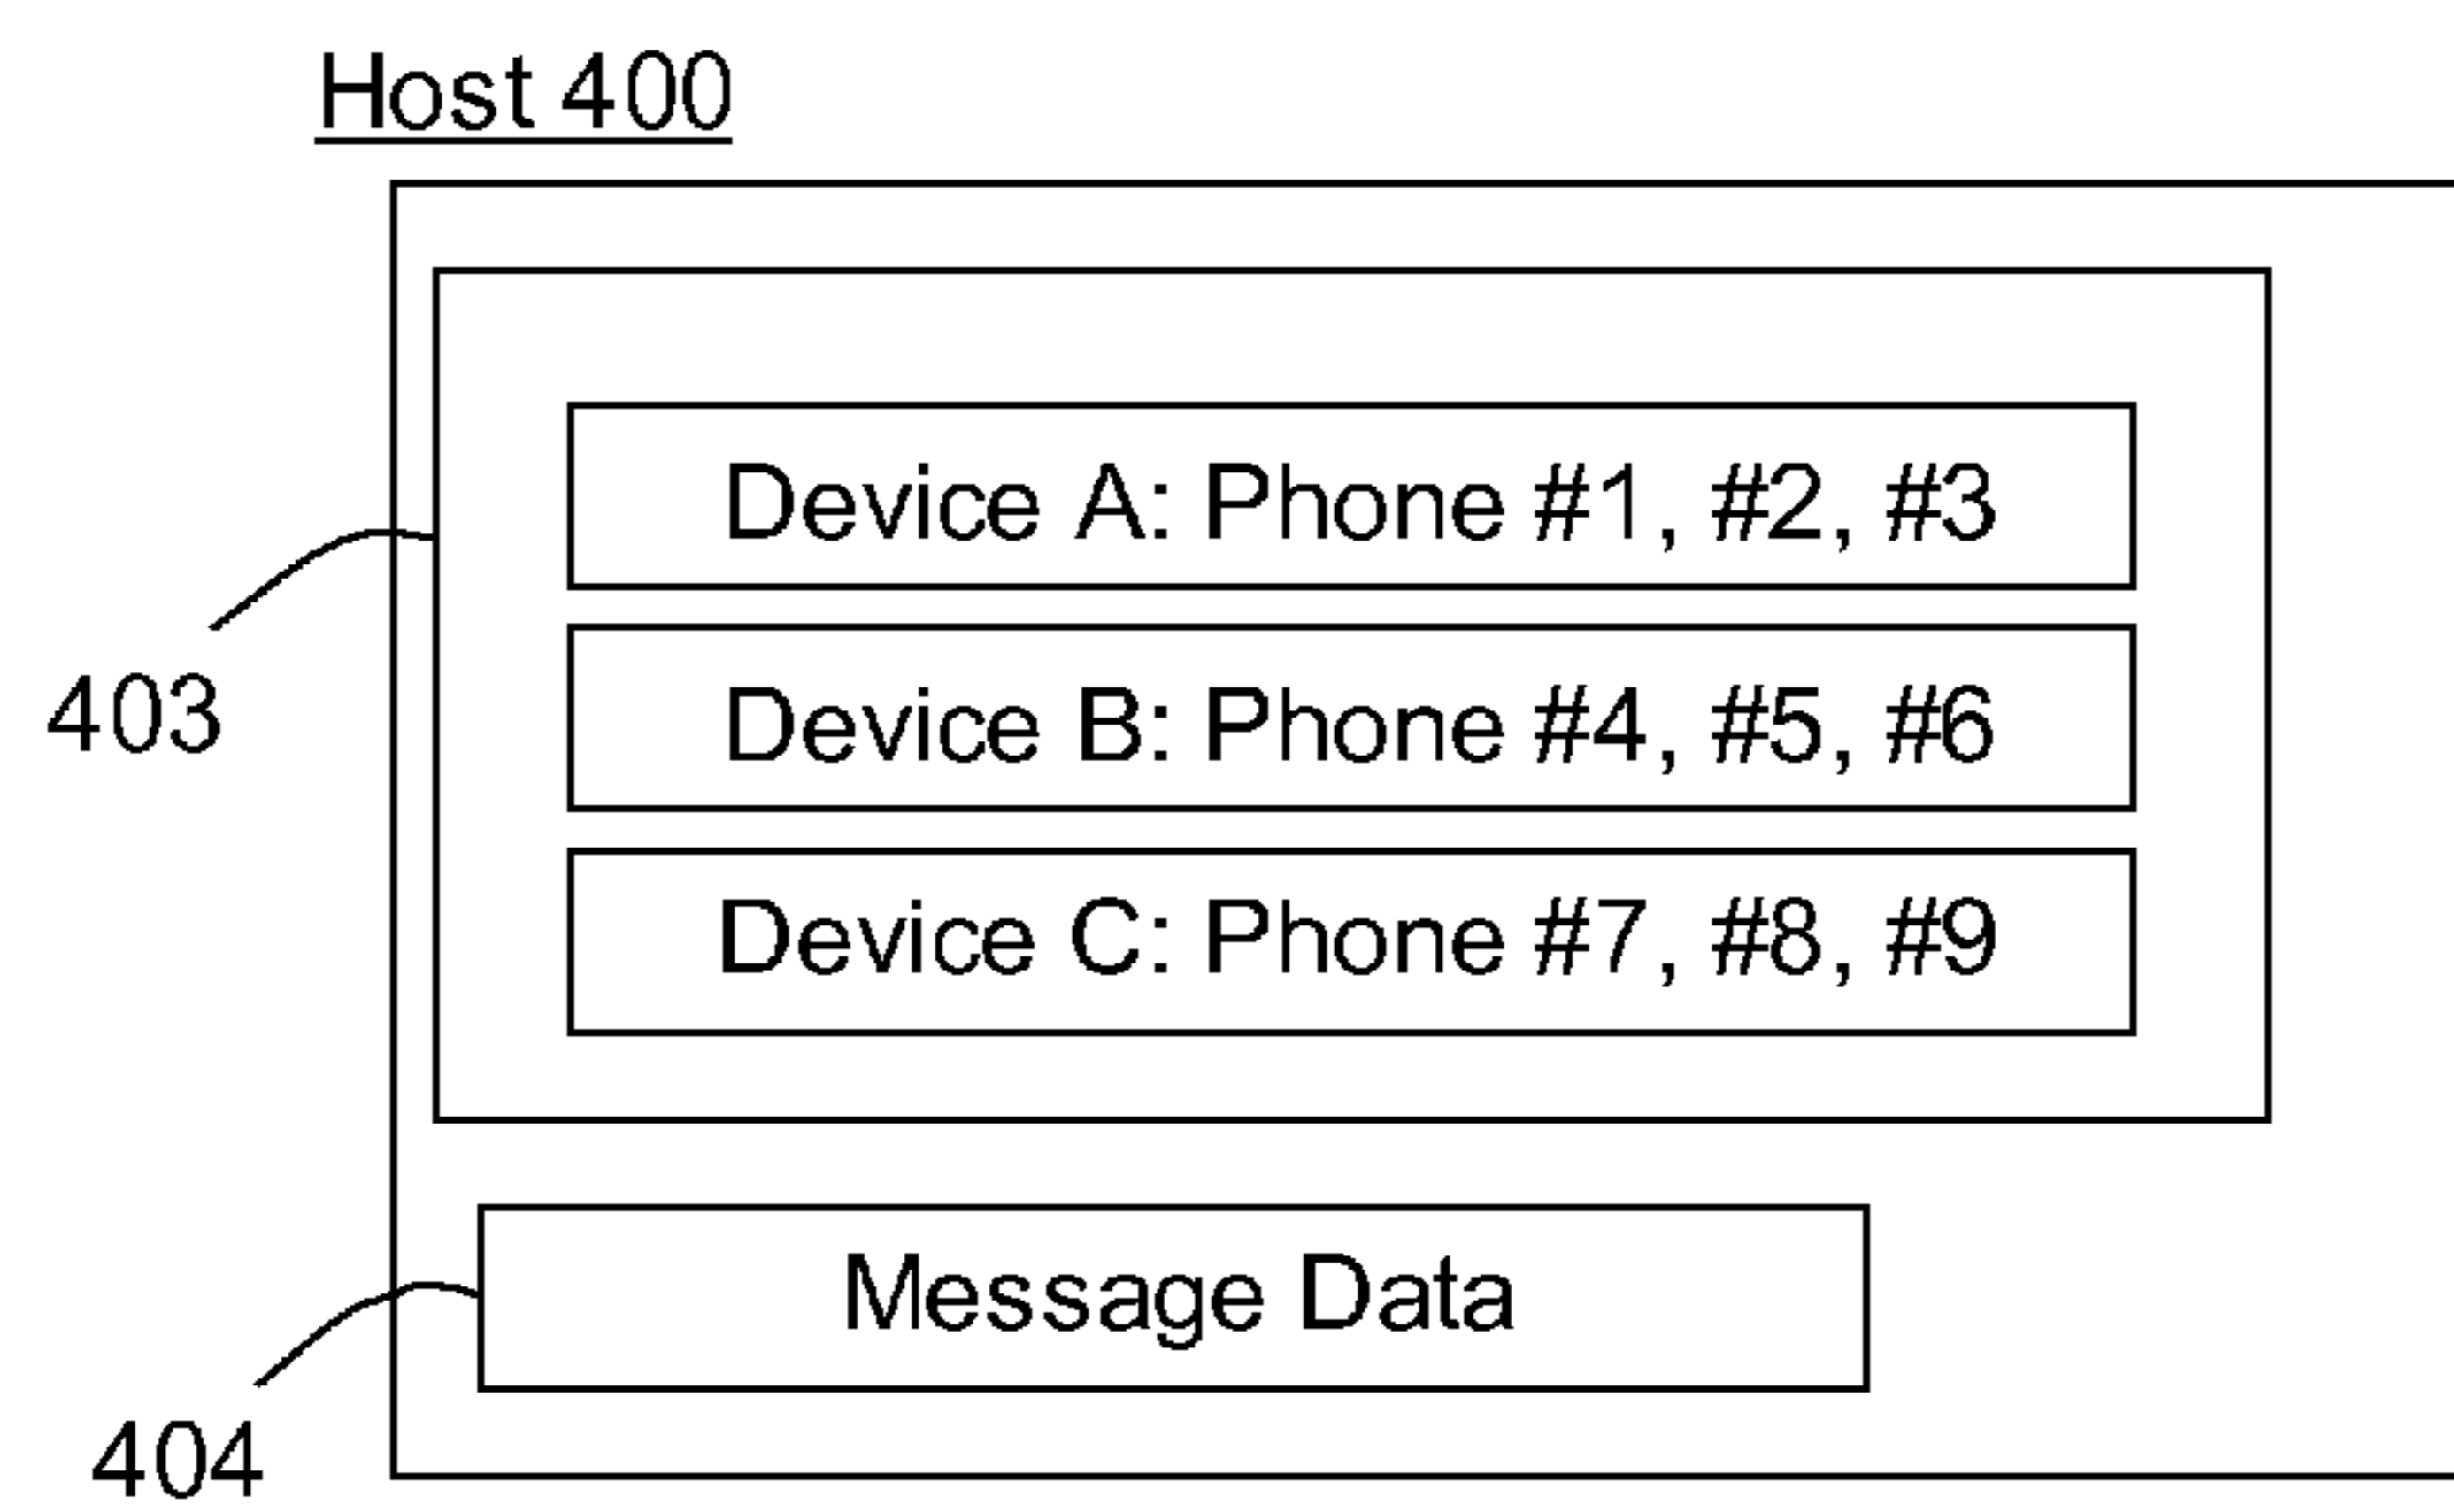 Host 400
Device A: Phone #1, #2, #3
403
Device B: Phone #4, #5, #6
Device C: Phone #7, #8, #9
Message Data
404